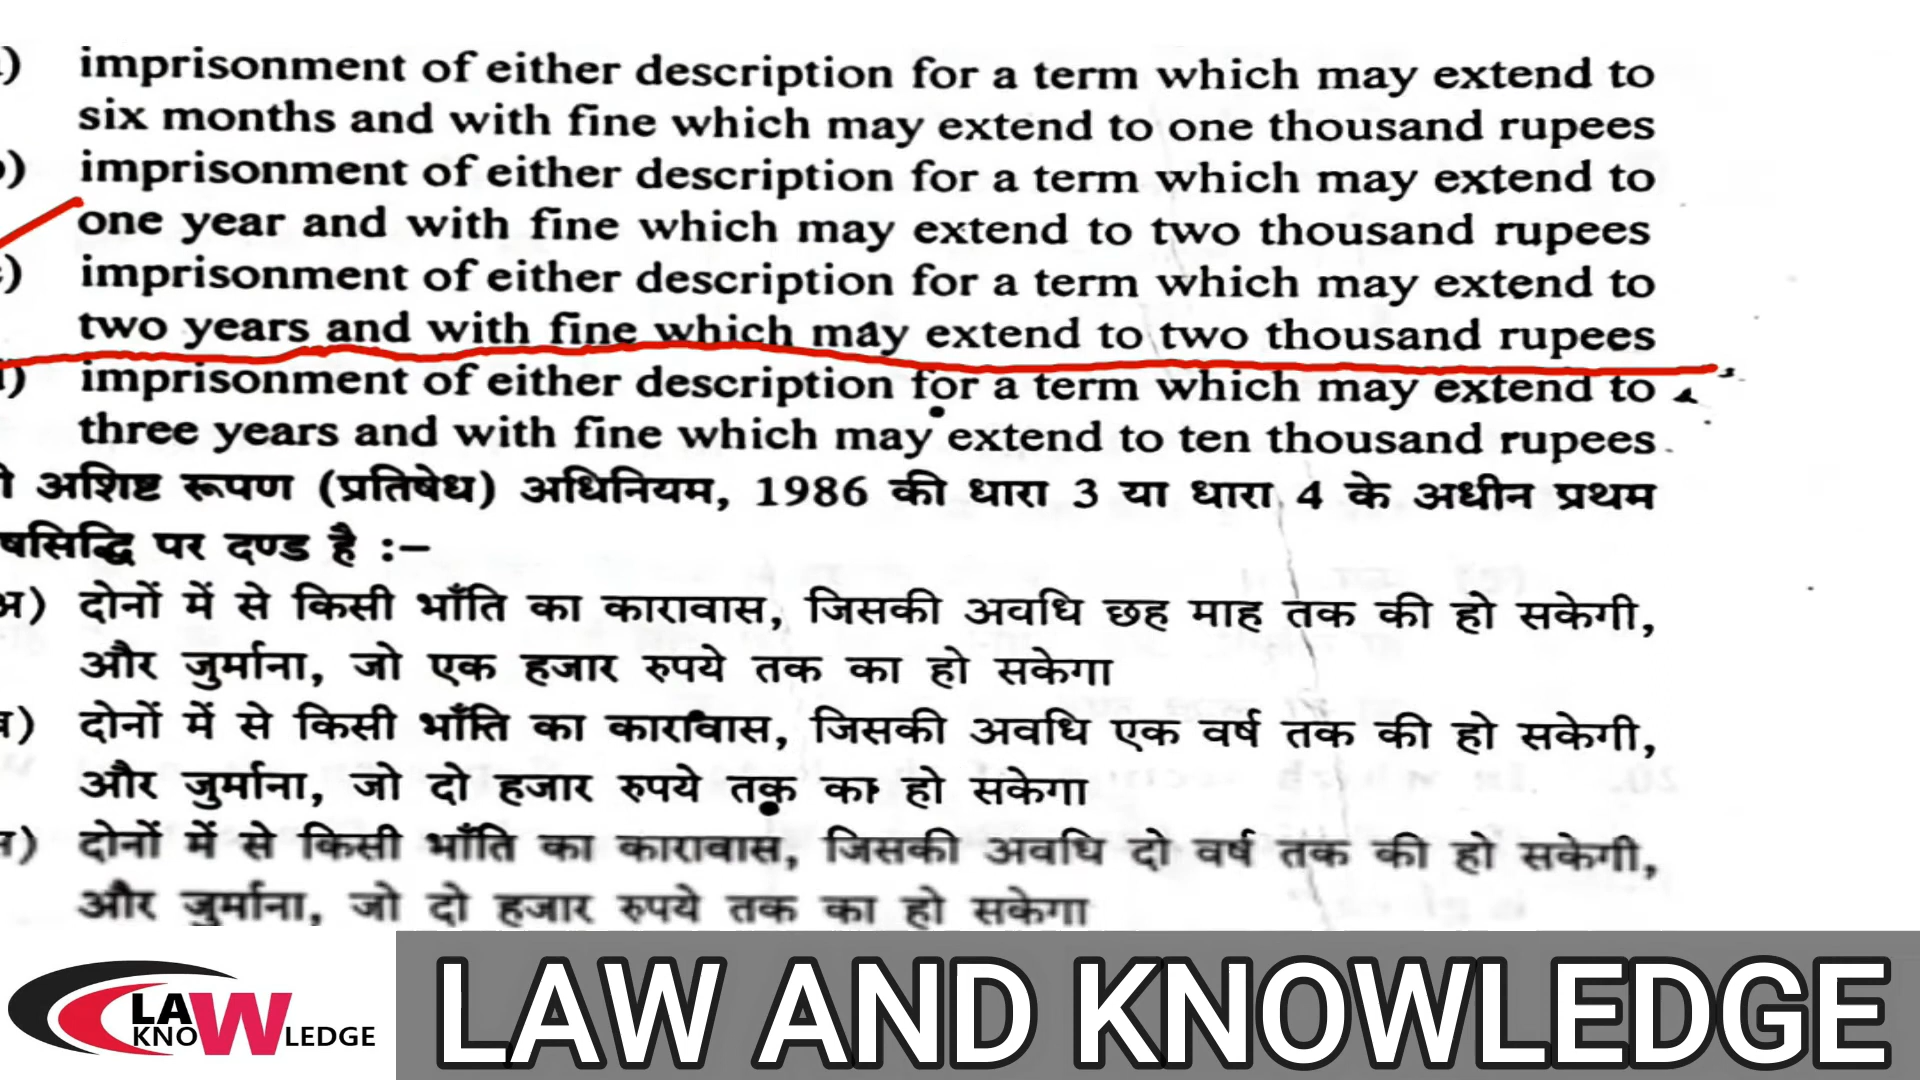 ) imprisonment of either description for a term which may extend to
six months and with fine which may extend to one thousand rupees
) imprisonment of either description for a term which may extend to
one year and with fine which may extend to two thousand rupees
) imprisonment of either description for a term which may extend to
two years and with fine which may extend to two thousand rupees
) imprisonment of either description for a term which may extend to
three years and with fine which may extend to ten thousand rupees
अशिष्ट रूपण (प्रतिषेध) अधिनियम, 1986 की धारा 3 या धारा 4 के अधीन प्रथम
षसिद्धि पर दण्ड है :–
अ) दोनों में से किसी भाँति का कारावास, जिसकी अवधि छह माह तक की हो सकेगी,
और जुर्माना, जो एक हजार रुपये तक का हो सकेगा
ब) दोनों में से किसी भाँति का कारावास, जिसकी अवधि एक वर्ष तक की हो सकेगी,
और जुर्माना, जो दो हजार रुपये तक का हो सकेगा
स) दोनों में से किसी भाँति का कारावास, जिसकी अवधि दो वर्ष तक की हो सकेगी,
और जुर्माना, जो दो हजार रुपये तक का हो सकेगा
LAW KNOWLEDGE
LAW AND KNOWLEDGE